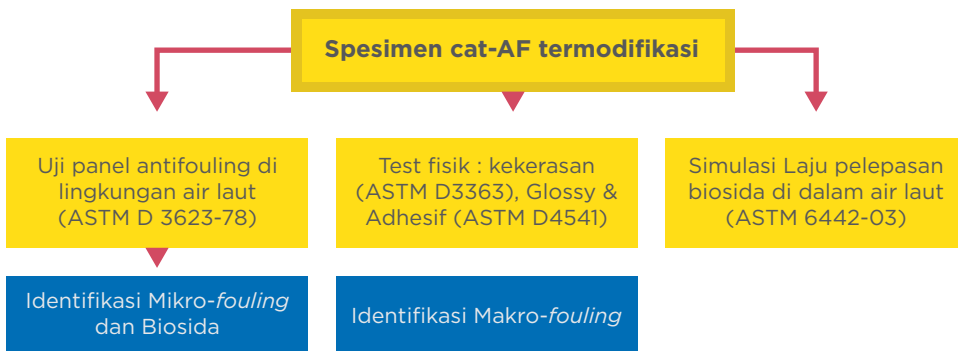 Spesimen cat-AF termodifikasi
Uji panel antifouling di
lingkungan air laut
(ASTM D 3623-78)
Test fisik : kekerasan
(ASTM D3363), Glossy &
Adhesif (ASTM D4541)
Simulasi Laju pelepasan
biosida di dalam air laut
(ASTM 6442-03)
Identifikasi Mikro-fouling
dan Biosida
Identifikasi Makro-fouling